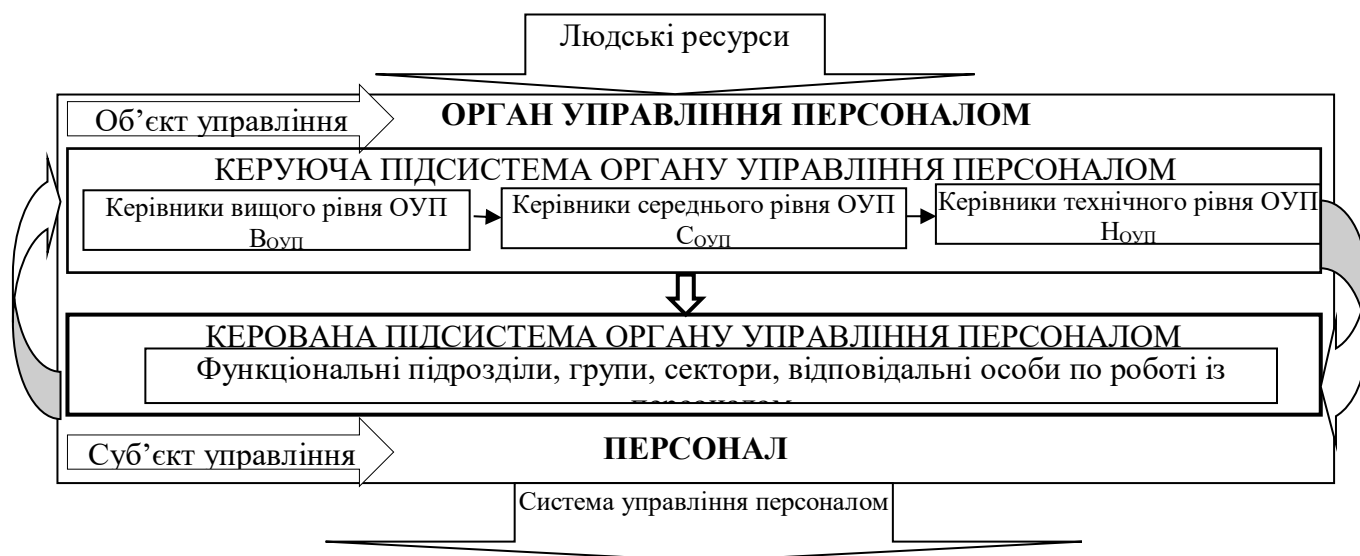 Людські ресурси
Об’єкт управління
ОРГАН УПРАВЛІННЯ ПЕРСОНАЛОМ
КЕРУЮЧА ПІДСИСТЕМА ОРГАНУ УПРАВЛІННЯ ПЕРСОНАЛОМ
Керівники вищого рівня ОУП
ВОУП
Керівники середнього рівня ОУП
СОУП
Керівники технічного рівня ОУП
НОУП
КЕРОВАНА ПІДСИСТЕМА ОРГАНУ УПРАВЛІННЯ ПЕРСОНАЛОМ
Функціональні підрозділи, групи, сектори, відповідальні особи по роботі із
Суб’єкт управління
ПЕРСОНАЛ
Система управління персоналом